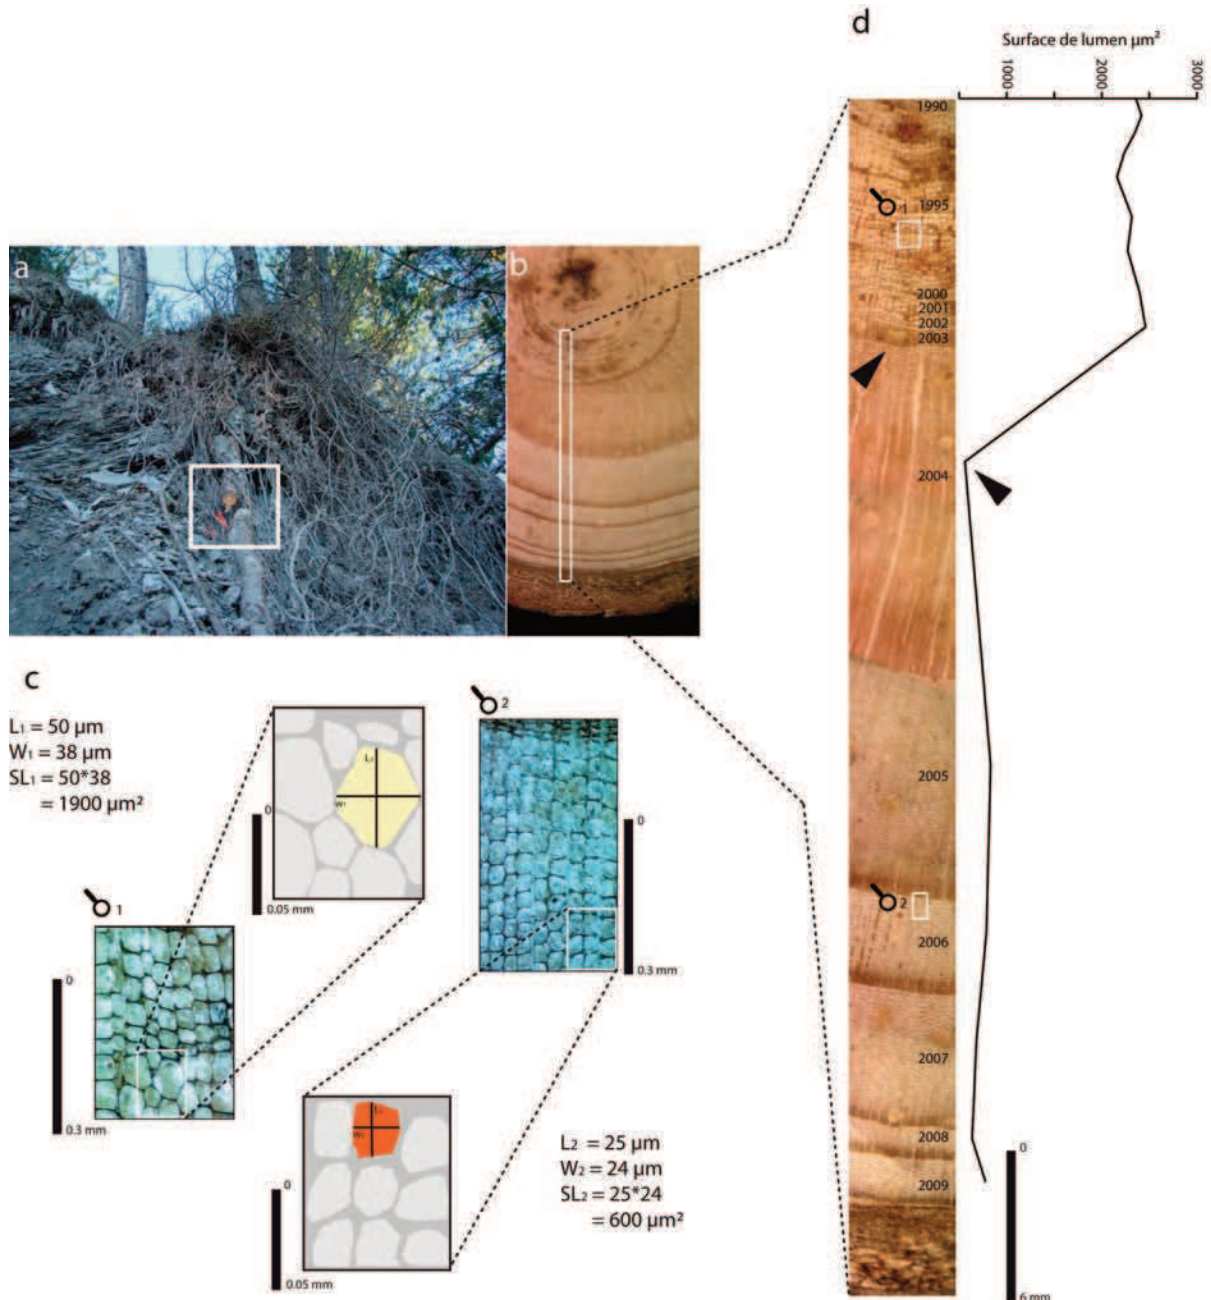 a
b
c
L₁ = 50 µm
W₁ = 38 µm
SL₁ = 50*38
= 1900 µm²
1
0
0.3 mm
L₁
W₁
0
0.05 mm
2
0
0.3 mm
L₂
W₂
0
0.05 mm
L₂ = 25 µm
W₂ = 24 µm
SL₂ = 25*24
= 600 µm²
d
Surface de lumen µm²
1000
2000
3000
1990
1
1995
2000
2001
2002
2003
2004
2005
2
2006
2007
2008
2009
0
6 mm